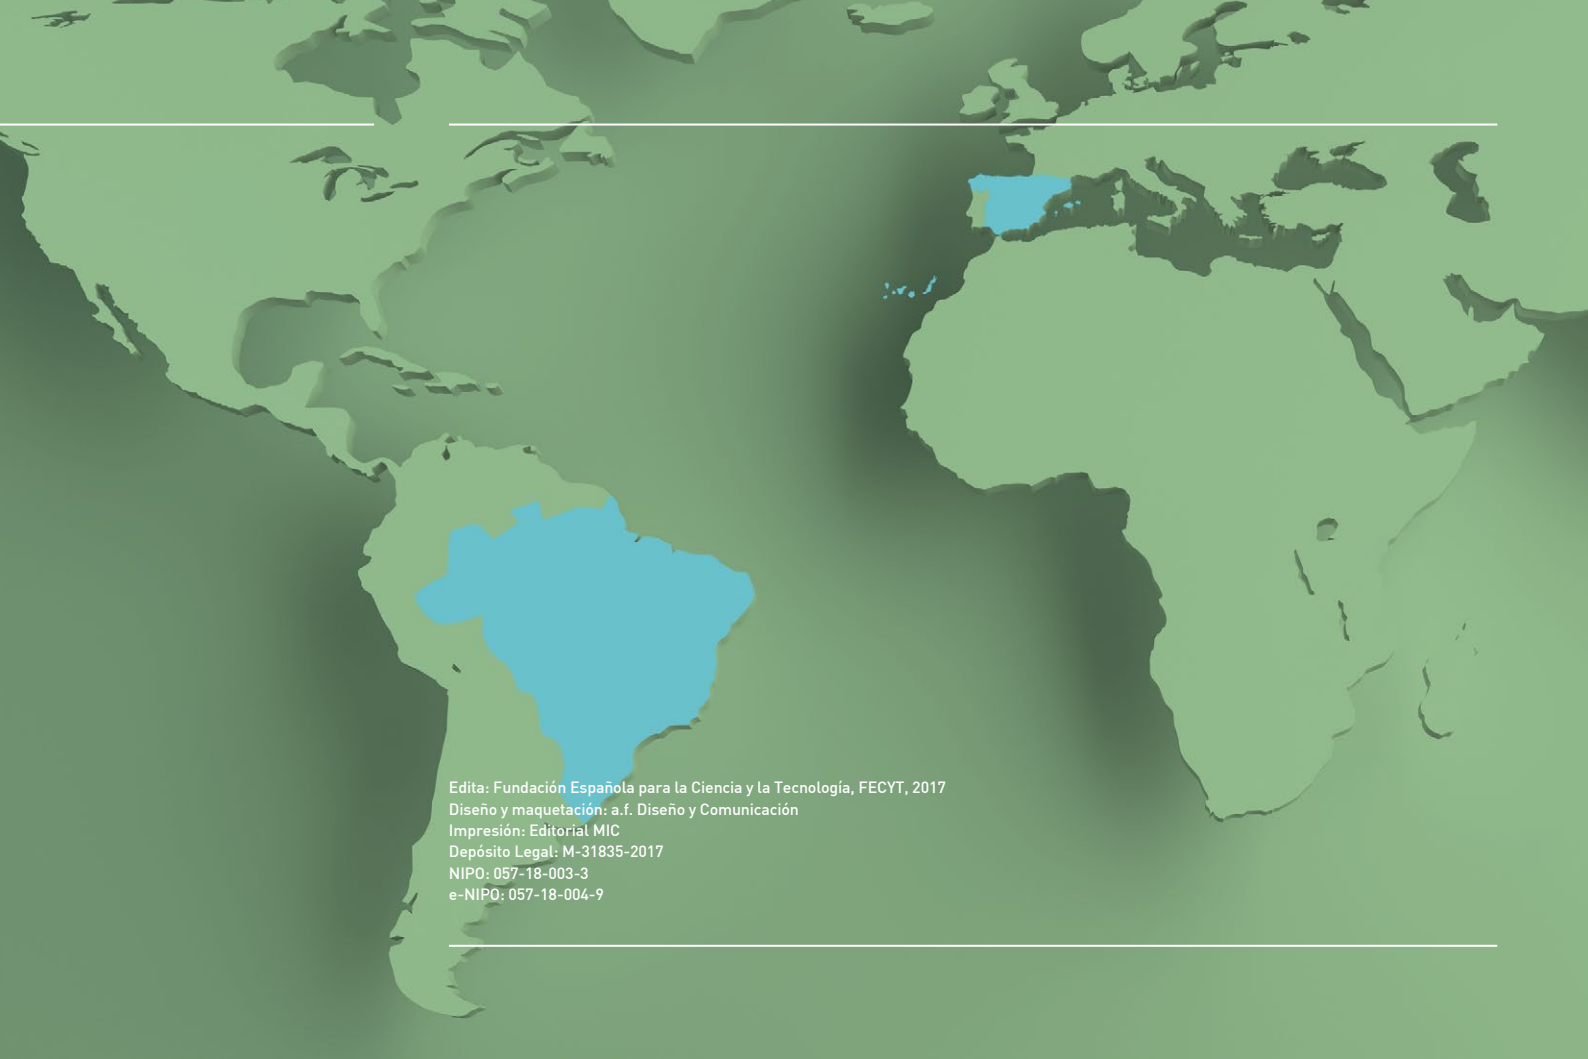 Edita: Fundación Española para la Ciencia y la Tecnología, FECYT, 2017
Diseño y maquetación: a.f. Diseño y Comunicación
Impresión: Editorial MIC
Depósito Legal: M-31835-2017
NIPO: 057-18-003-3
e-NIPO: 057-18-004-9